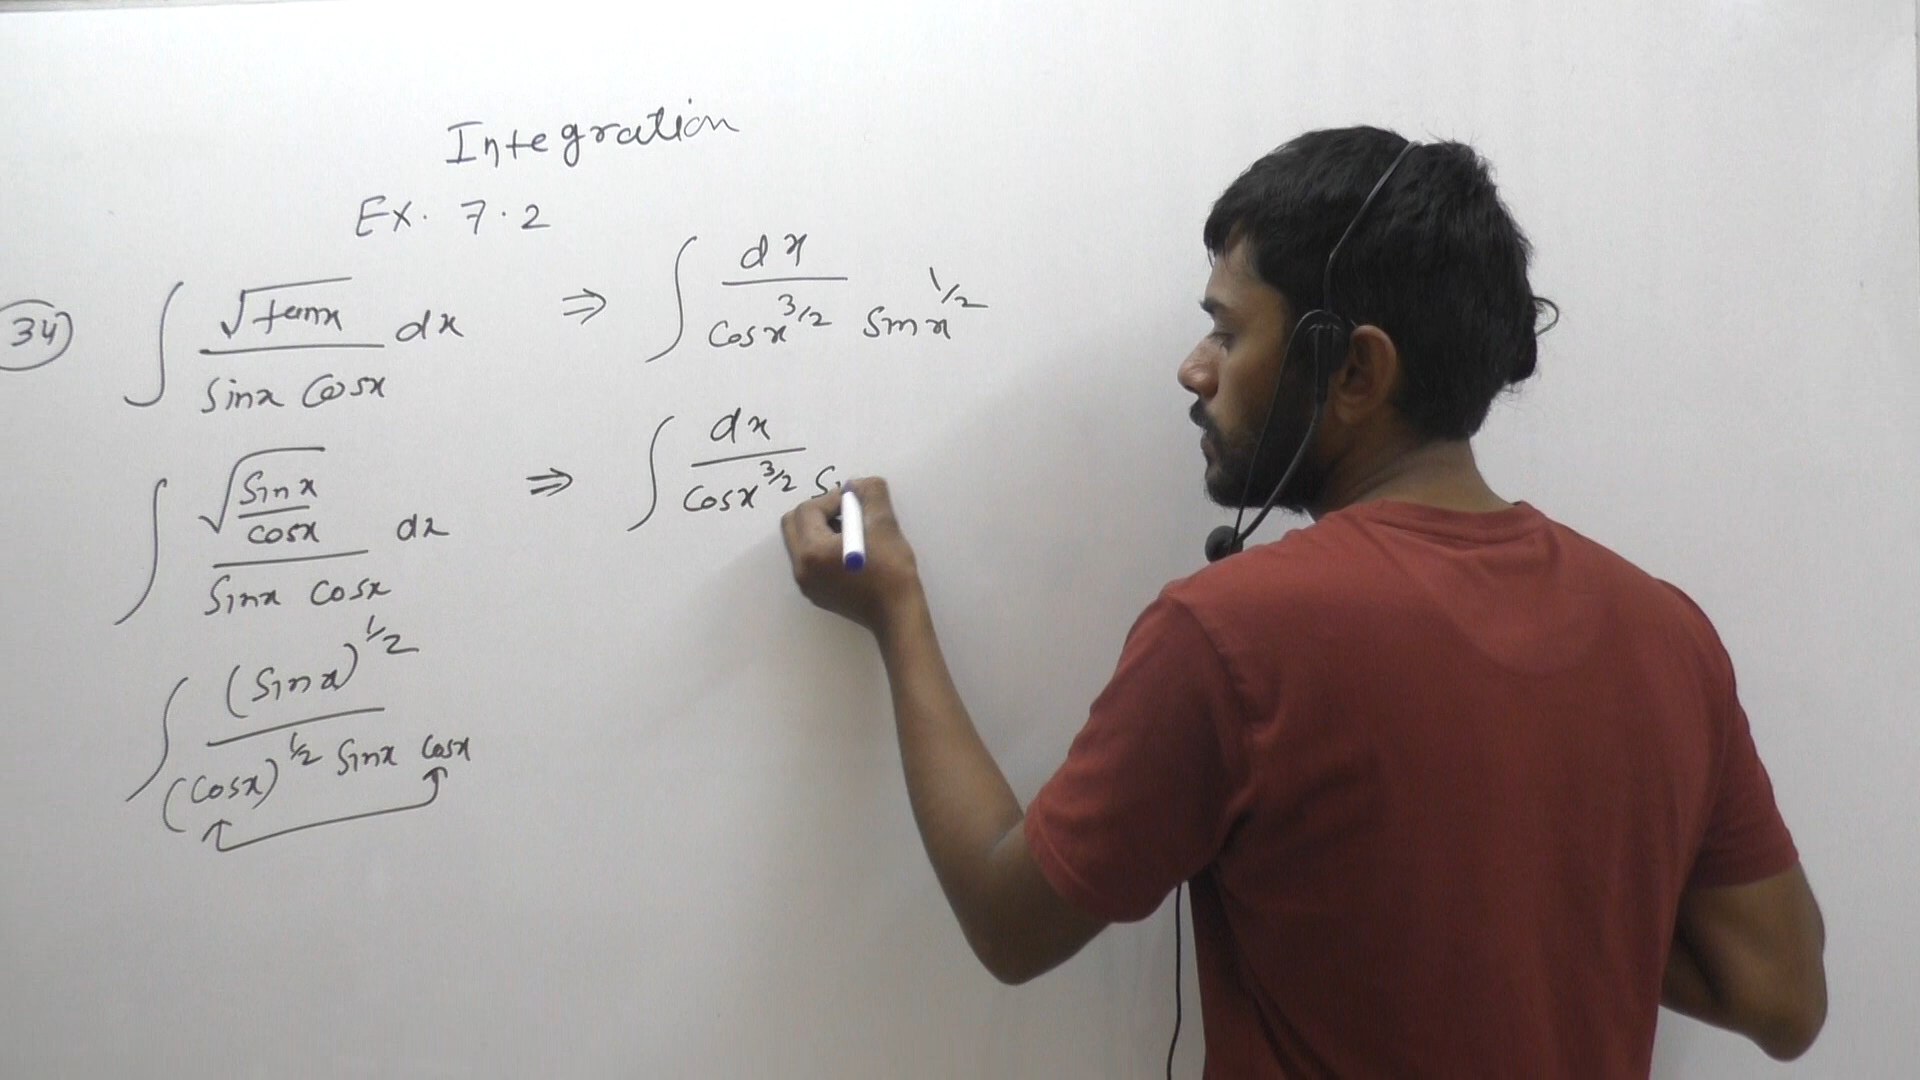 Integration
Ex. 7.2
34) ∫ √tanx / sinx cosx dx ⇒ ∫ dx / cosx^3/2 sinx^1/2
∫ √(sinx/cosx) / sinx cosx dx ⇒ ∫ dx / cosx^3/2 S
∫ (sinx)^1/2 / (cosx)^1/2 sinx cosx